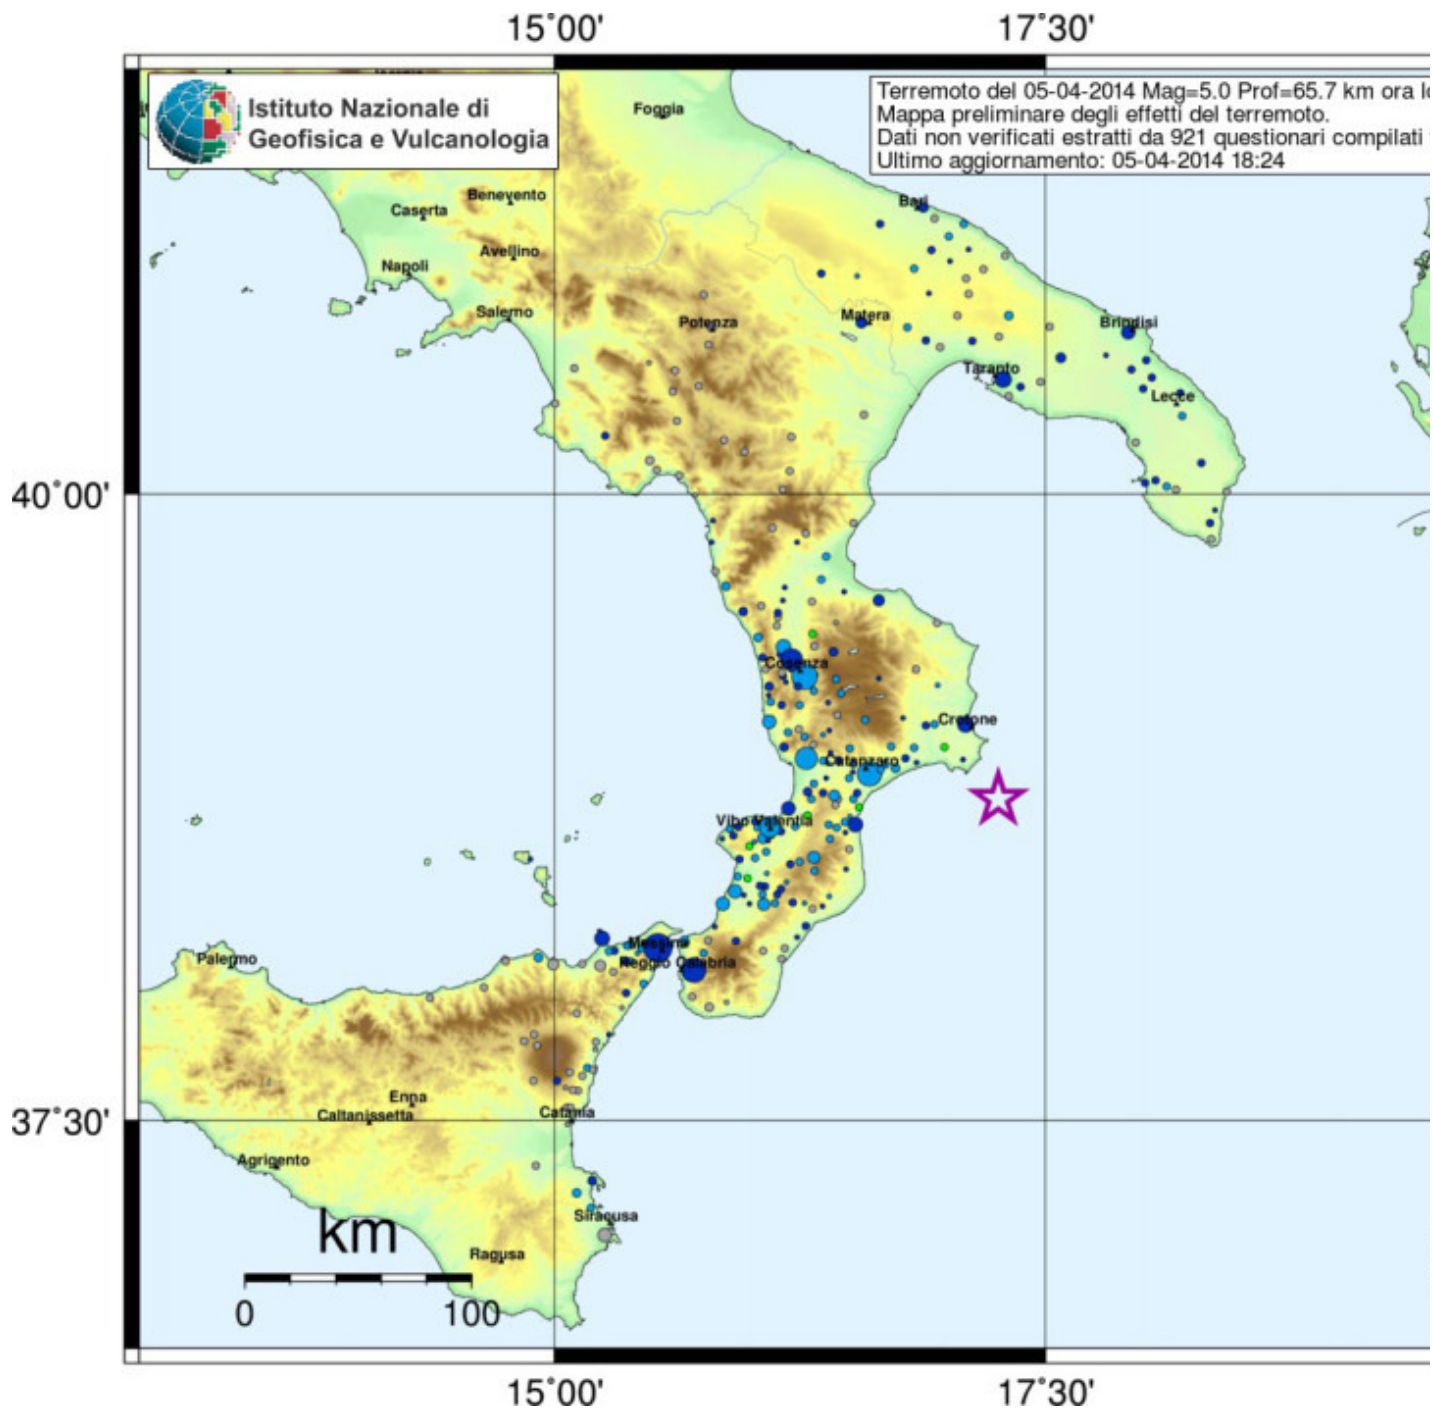 15°00'
17°30'
Istituto Nazionale di
Geofisica e Vulcanologia
Terremoto del 05-04-2014 Mag=5.0 Prof=65.7 km ora lo
Mappa preliminare degli effetti del terremoto.
Dati non verificati estratti da 921 questionari compilati
Ultimo aggiornamento: 05-04-2014 18:24
Foggia
Benevento
Caserta
Bari
Avellino
Napoli
Salerno
Potenza
Matera
Brindisi
Taranto
Lecce
40°00'
Cosenza
Crotone
Catanzaro
Vibo Valentia
Messina
Reggio Calabria
Palermo
Enna
Caltanissetta
Catania
37°30'
Agrigento
Siracusa
Ragusa
km
0
100
15°00'
17°30'